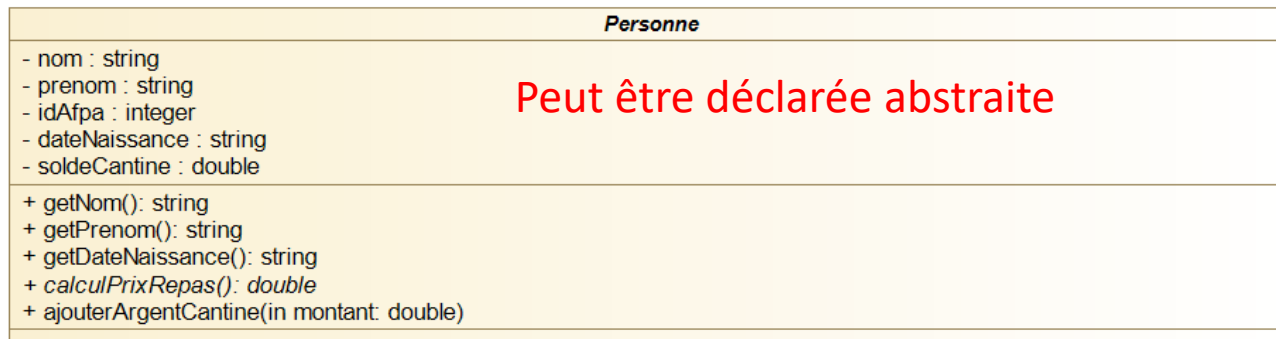 Personne
- nom : string
- prenom : string
- idAfpa : integer
- dateNaissance : string
- soldeCantine : double
Peut être déclarée abstraite
+ getNom(): string
+ getPrenom(): string
+ getDateNaissance(): string
+ calculPrixRepas(): double
+ ajouterArgentCantine(in montant: double)